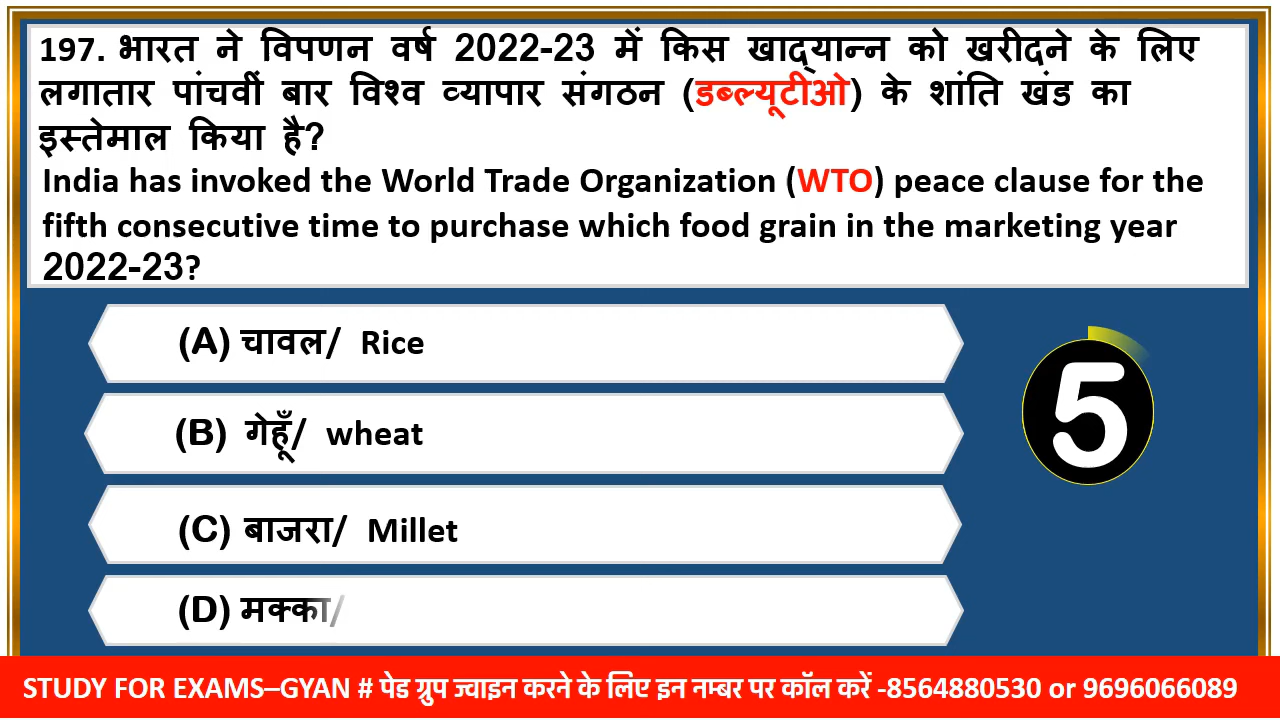 197. भारत ने विपणन वर्ष 2022-23 में किस खाद्यान्न को खरीदने के लिए
लगातार पांचवीं बार विश्व व्यापार संगठन (डब्ल्यूटीओ) के शांति खंड का
इस्तेमाल किया है?
India has invoked the World Trade Organization (WTO) peace clause for the
fifth consecutive time to purchase which food grain in the marketing year
2022-23?
(A) चावल/ Rice
(B) गेहूँ/ wheat
5
(C) बाजरा/ Millet
(D) मक्का/
STUDY FOR EXAMS–GYAN # पेड ग्रुप ज्वाइन करने के लिए इन नम्बर पर कॉल करें -8564880530 or 9696066089